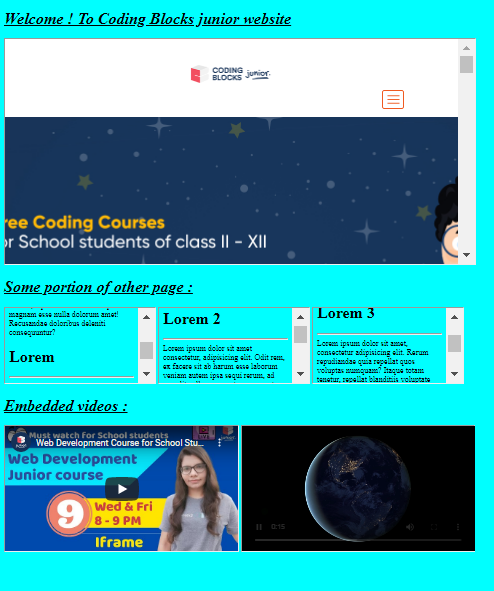 Welcome ! To Coding Blocks junior website
CODING
BLOCKS junior
ree Coding Courses
or School students of class II - XII
Some portion of other page :
magnam esse nulla dolorum amet!
Recusandae doloribus deleniti
consequuntur?
Lorem
Lorem 2
Lorem ipsum dolor sit amet
consectetur, adipisicing elit. Odit rem,
ex facere sit ab harum esse laborum
veniam autem ipsa sequi rerum, ad
Lorem 3
Lorem ipsum dolor sit amet,
consectetur adipisicing elit. Rerum
repudiandae quia repellat quos
voluptas numquam? Itaque totam
tenetur, repellat blanditiis voluptate
Embedded videos :
Must watch for School students
Web Development Course for School Stu...
Web Development
Junior course
9 Wed & Fri
8 - 9 PM
Iframe
0:15